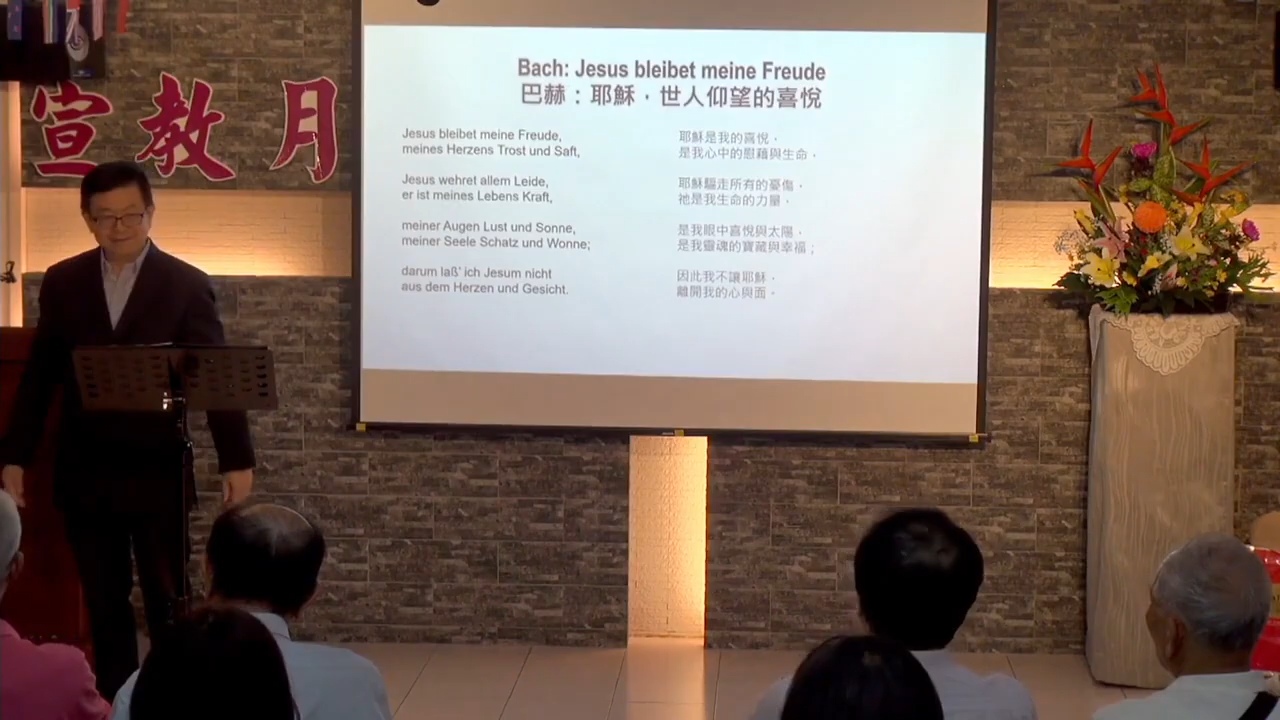 宣教月
Bach: Jesus bleibet meine Freude
巴赫：耶穌，世人仰望的喜悅
Jesus bleibet meine Freude,
meines Herzens Trost und Saft,
Jesus wehret allem Leide,
er ist meines Lebens Kraft,
meiner Augen Lust und Sonne,
meiner Seele Schatz und Wonne;
darum laß' ich Jesum nicht
aus dem Herzen und Gesicht.
耶穌是我的喜悅，
是我心中的慰藉與生命，
耶穌驅走所有的憂傷，
祂是我生命的力量，
是我眼中喜悅與太陽，
是我靈魂的寶藏與幸福；
因此我不讓耶穌，
離開我的心與面。